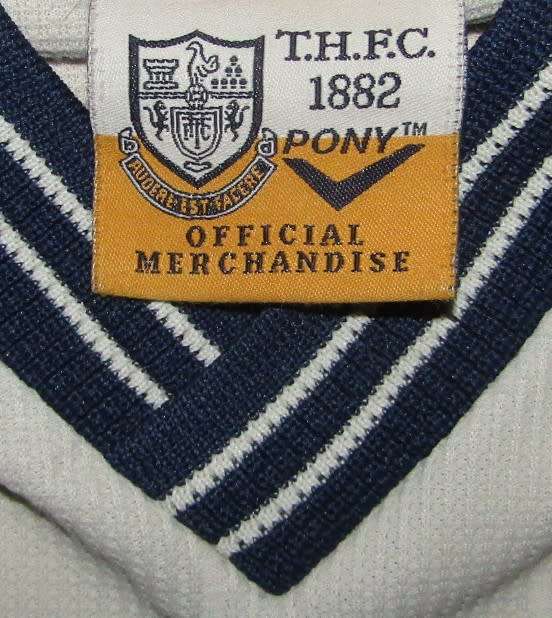 T.H.F.C.
1882
PONY™
AUDERE EST FACERE
OFFICIAL
MERCHANDISE